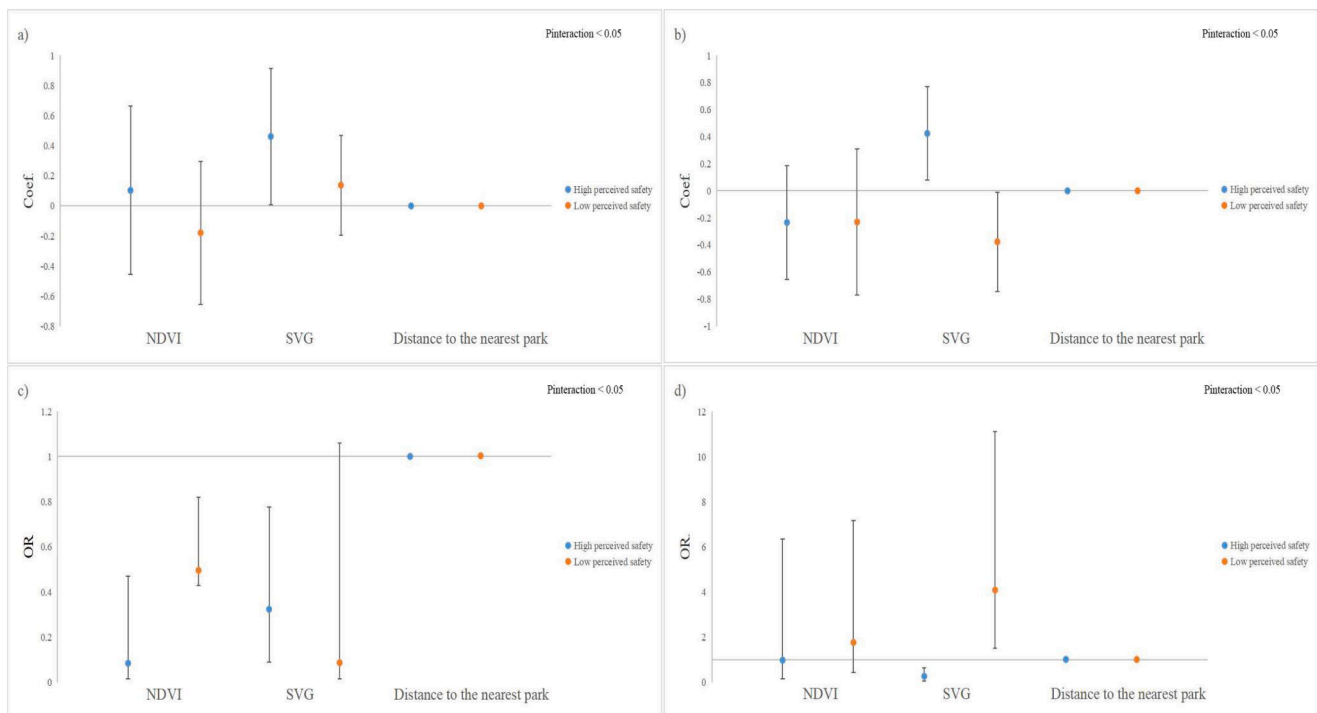 a)
Pinteraction < 0.05
1
0.8
0.6
0.4
0.2
0
-0.2
-0.4
-0.6
-0.8
Coef.
NDVI
SVG
Distance to the nearest park
High perceived safety
Low perceived safety
b)
Pinteraction < 0.05
1
0.8
0.6
0.4
0.2
0
-0.2
-0.4
-0.6
-0.8
-1
Coef.
NDVI
SVG
Distance to the nearest park
High perceived safety
Low perceived safety
c)
Pinteraction < 0.05
1.2
1
0.8
0.6
0.4
0.2
0
OR
NDVI
SVG
Distance to the nearest park
High perceived safety
Low perceived safety
d)
Pinteraction < 0.05
12
10
8
6
4
2
0
OR.
NDVI
SVG
Distance to the nearest park
High perceived safety
Low perceived safety